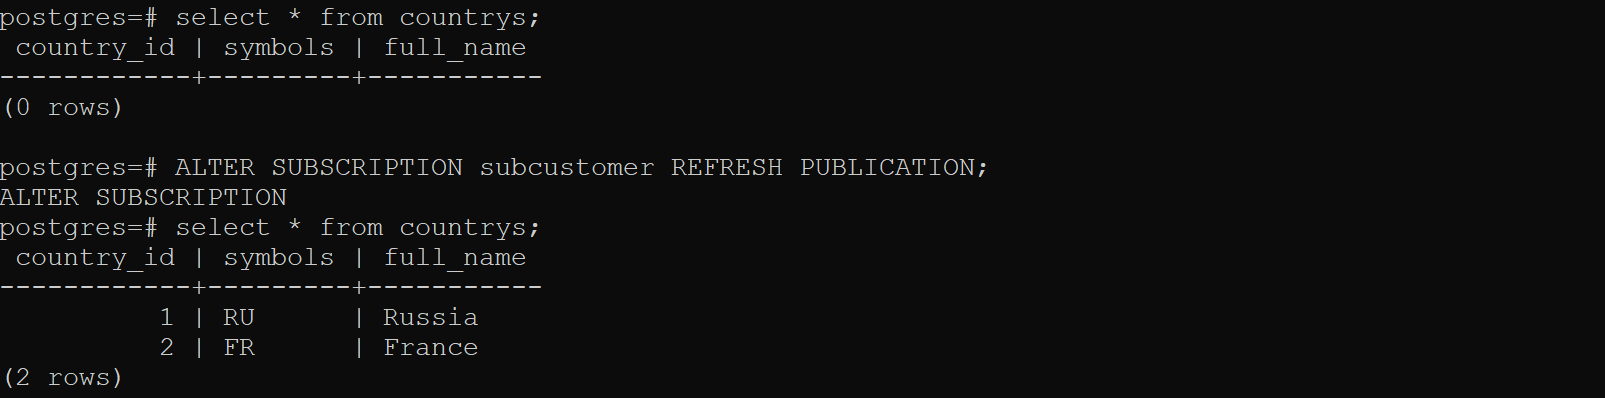 postgres=# select * from countrys;
 country_id | symbols | full_name
------------+---------+-----------
(0 rows)

postgres=# ALTER SUBSCRIPTION subcustomer REFRESH PUBLICATION;
ALTER SUBSCRIPTION
postgres=# select * from countrys;
 country_id | symbols | full_name
------------+---------+-----------
          1 | RU      | Russia
          2 | FR      | France
(2 rows)